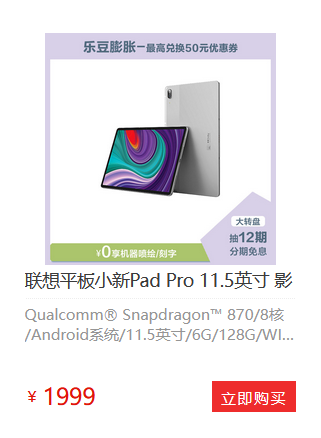 乐豆膨胀-最高兑换50元优惠券
大转盘
抽12期
分期免息
¥0享机器喷绘/刻字
联想平板小新Pad Pro 11.5英寸 影
Qualcomm® Snapdragon™ 870/8核
/Android系统/11.5英寸/6G/128G/WI...
¥ 1999
立即购买